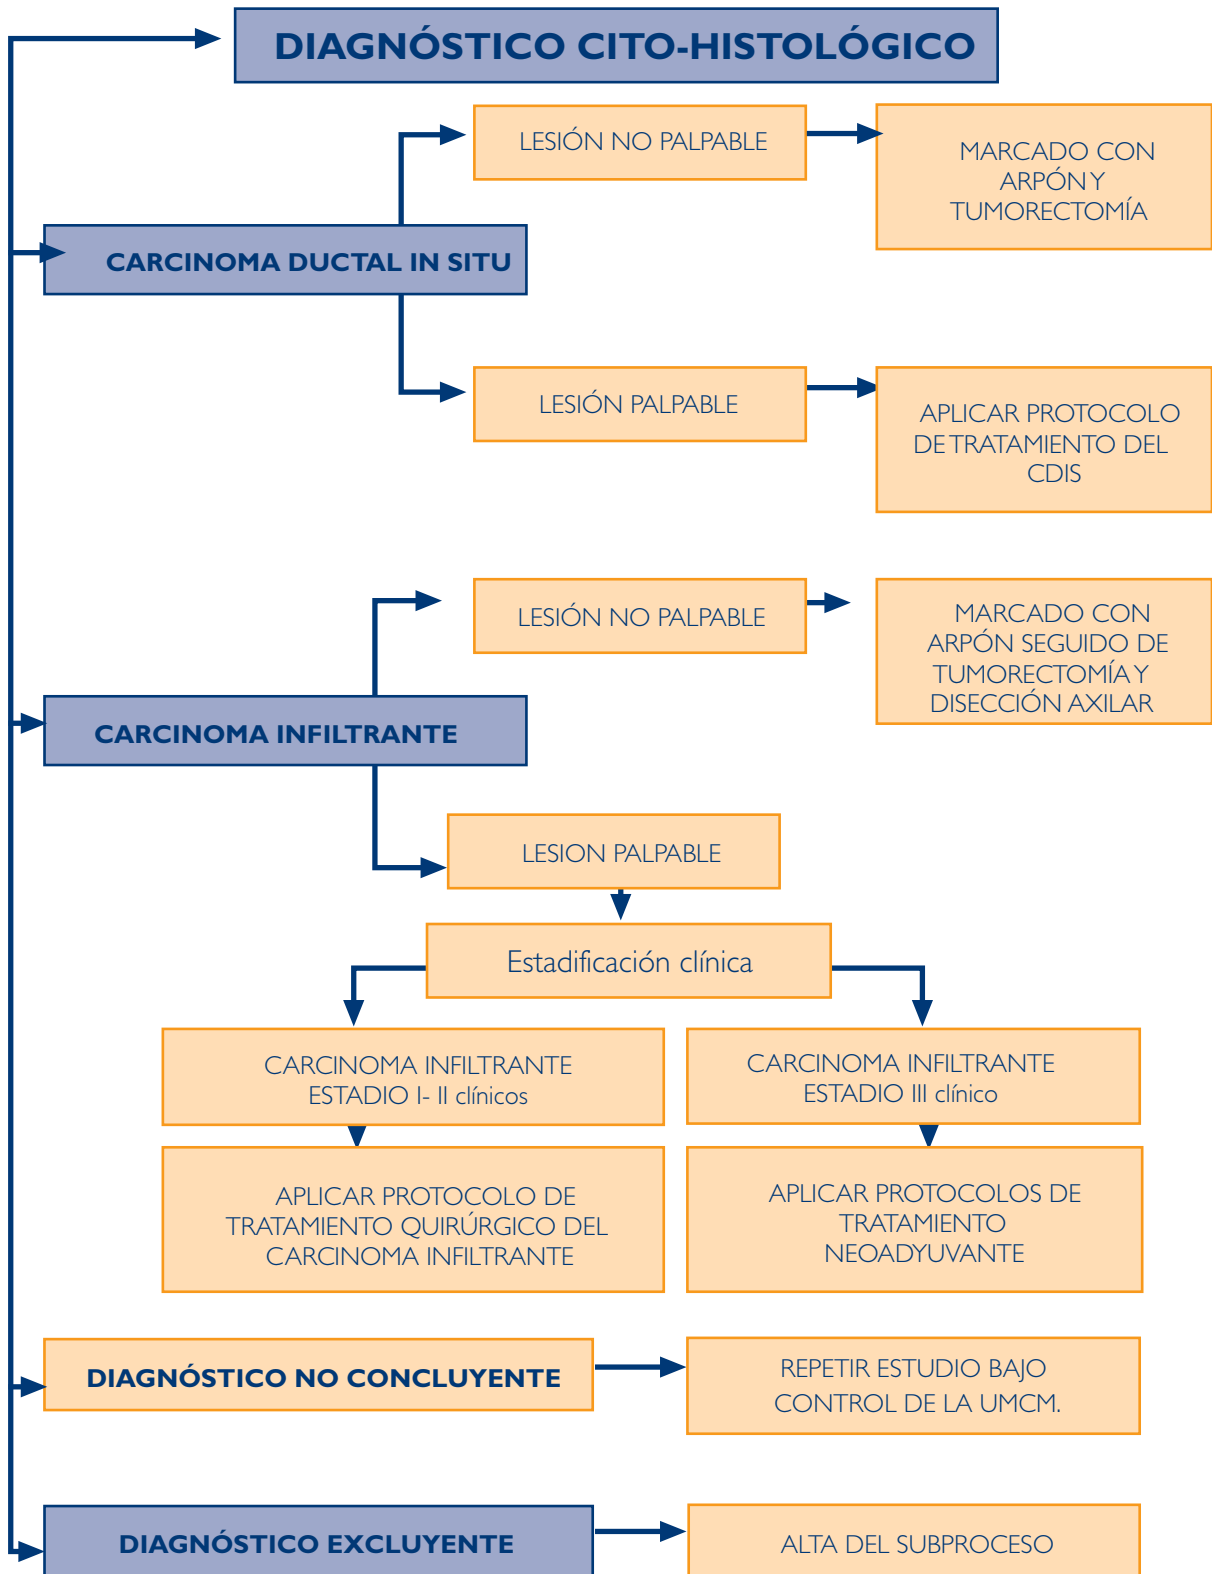 DIAGNÓSTICO CITO-HISTOLÓGICO
LESIÓN NO PALPABLE
MARCADO CON
ARPÓN Y
TUMORECTOMÍA
CARCINOMA DUCTAL IN SITU
LESIÓN PALPABLE
APLICAR PROTOCOLO
DE TRATAMIENTO DEL
CDIS
LESIÓN NO PALPABLE
MARCADO CON
ARPÓN SEGUIDO DE
TUMORECTOMÍA Y
DISECCIÓN AXILAR
CARCINOMA INFILTRANTE
LESION PALPABLE
Estadificación clínica
CARCINOMA INFILTRANTE
ESTADIO I- II clínicos
CARCINOMA INFILTRANTE
ESTADIO III clínico
APLICAR PROTOCOLO DE
TRATAMIENTO QUIRÚRGICO DEL
CARCINOMA INFILTRANTE
APLICAR PROTOCOLOS DE
TRATAMIENTO
NEOADYUVANTE
DIAGNÓSTICO NO CONCLUYENTE
REPETIR ESTUDIO BAJO
CONTROL DE LA UMCM.
DIAGNÓSTICO EXCLUYENTE
ALTA DEL SUBPROCESO